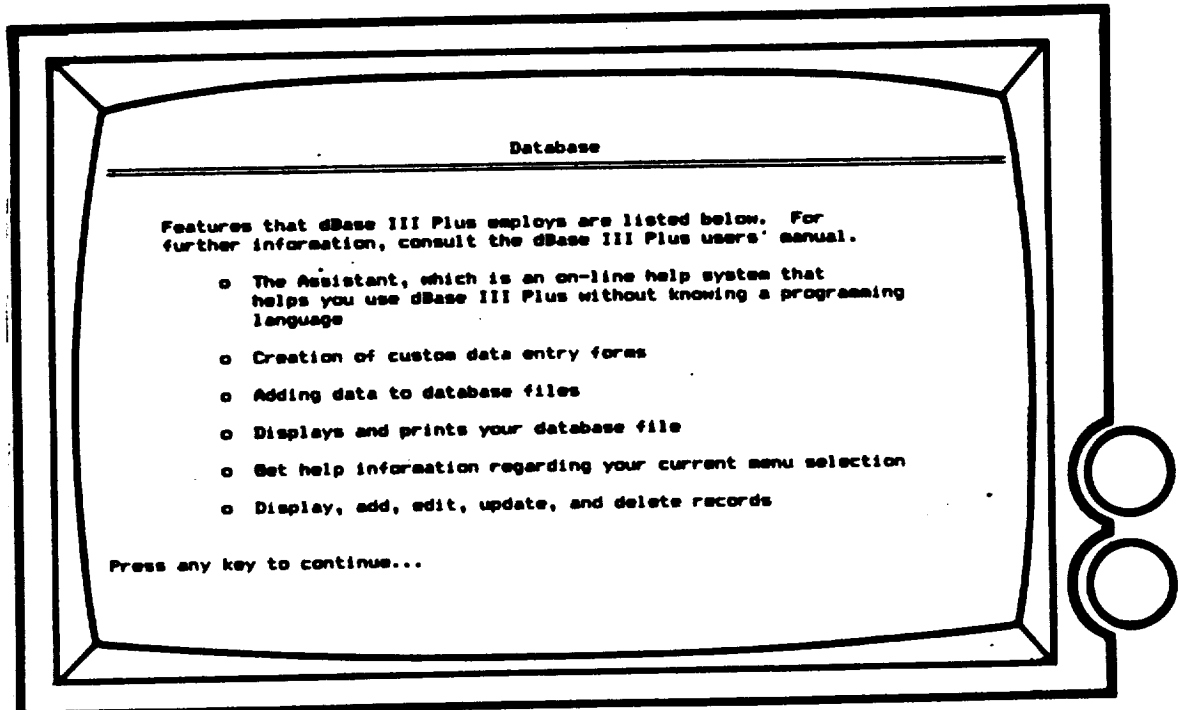 Database
Features that dBase III Plus employs are listed below. For
further information, consult the dBase III Plus users' manual.
o The Assistant, which is an on-line help system that
helps you use dBase III Plus without knowing a programming
language
o Creation of custom data entry forms
o Adding data to database files
o Displays and prints your database file
o Get help information regarding your current menu selection
o Display, add, edit, update, and delete records
Press any key to continue...